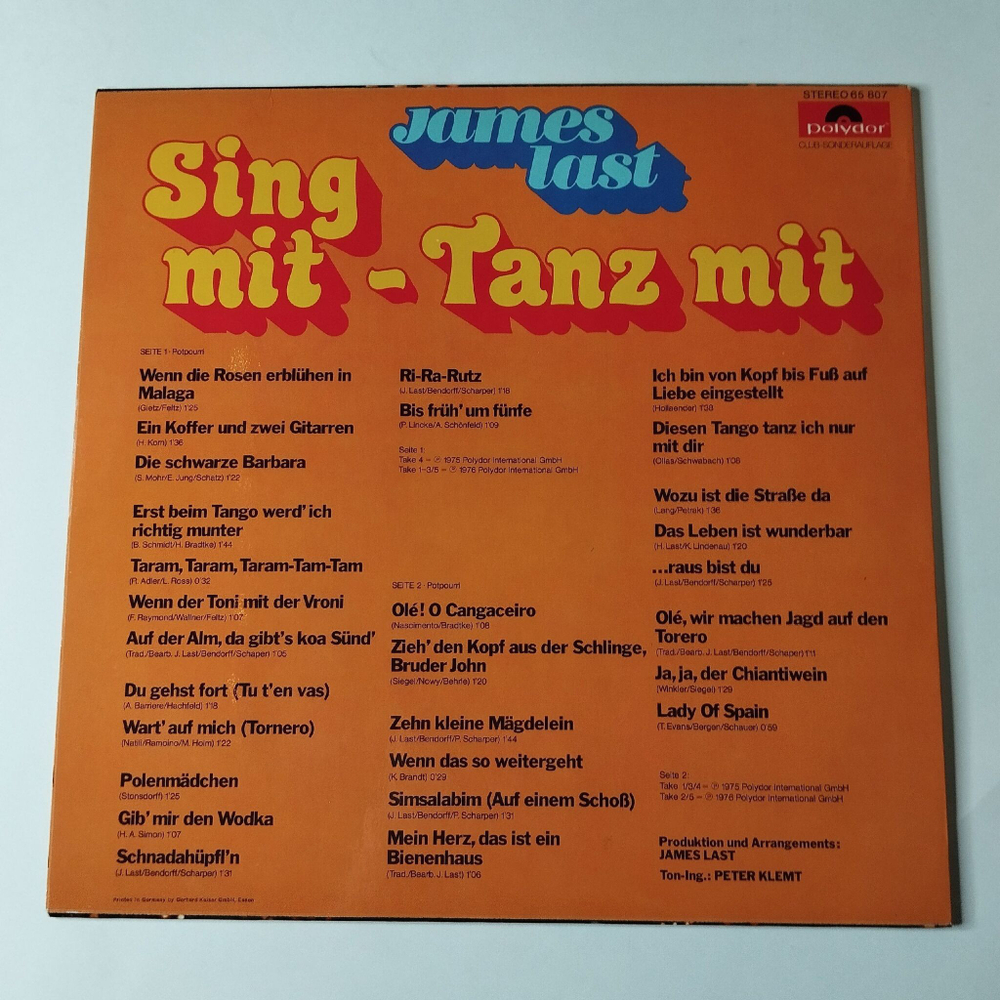 STEREO 65 807
polydor
CLUB-SONDERAUFLAGE
james
last
Sing
mit - Tanz mit
SEITE 1 · Potpourri
Wenn die Rosen erblühen in
Malaga
(Gietz/Feltz) 1'25
Ein Koffer und zwei Gitarren
(H. Korn) 1'36
Die schwarze Barbara
(S. Mohr/E. Jung/Schatz) 1'22
Erst beim Tango werd' ich
richtig munter
(B. Schmidt/H. Bradtke) 1'44
Taram, Taram, Taram-Tam-Tam
(R. Adler/L. Ross) 0'32
Wenn der Toni mit der Vroni
(F. Raymond/Wallner/Feltz) 1'07
Auf der Alm, da gibt's koa Sünd'
(Trad./Bearb. J. Last/Bendorff/Schaper) 1'05
Du gehst fort (Tu t'en vas)
(A. Barriere/Hachfeld) 1'18
Wart' auf mich (Tornero)
(Natili/Ramoino/M. Holm) 1'22
Polenmädchen
(Stonsdorff) 1'25
Gib' mir den Wodka
(H. A. Simon) 1'07
Schnadahüpfl'n
(J. Last/Bendorff/Scharper) 1'31
Printed in Germany by Gerhard Kaiser GmbH, Essen
Ri-Ra-Rutz
(J. Last/Bendorff/Scharper) 1'18
Bis früh' um fünfe
(P. Lincke/A. Schönfeld) 1'09
Seite 1:
Take 4 = ℗ 1975 Polydor International GmbH
Take 1-3/5 = ℗ 1976 Polydor International GmbH
SEITE 2 · Potpourri
Olé! O Cangaceiro
(Nascimento/Bradtke) 1'08
Zieh' den Kopf aus der Schlinge,
Bruder John
(Siegel/Nowy/Behrle) 1'20
Zehn kleine Mägdelein
(J. Last/Bendorff/P. Scharper) 1'44
Wenn das so weitergeht
(K. Brandt) 0'29
Simsalabim (Auf einem Schoß)
(J. Last/Bendorff/P. Scharper) 1'31
Mein Herz, das ist ein
Bienenhaus
(Trad./Bearb. J. Last) 1'06
Ich bin von Kopf bis Fuß auf
Liebe eingestellt
(Hollaender) 1'38
Diesen Tango tanz ich nur
mit dir
(Olias/Schwabach) 1'08
Wozu ist die Straße da
(Lang/Petrak) 1'36
Das Leben ist wunderbar
(H. Last/K. Lindenau) 1'20
...raus bist du
(J. Last/Bendorff/Scharper) 1'25
Olé, wir machen Jagd auf den
Torero
(Trad./Bearb. J. Last/Bendorff/Scharper) 1'11
Ja, ja, der Chiantiwein
(Winkler/Siegel) 1'29
Lady Of Spain
(T. Evans/Bergen/Schauer) 0'59
Seite 2:
Take 1/3/4 = ℗ 1975 Polydor International GmbH
Take 2/5 = ℗ 1976 Polydor International GmbH
Produktion und Arrangements:
JAMES LAST
Ton-Ing.: PETER KLEMT